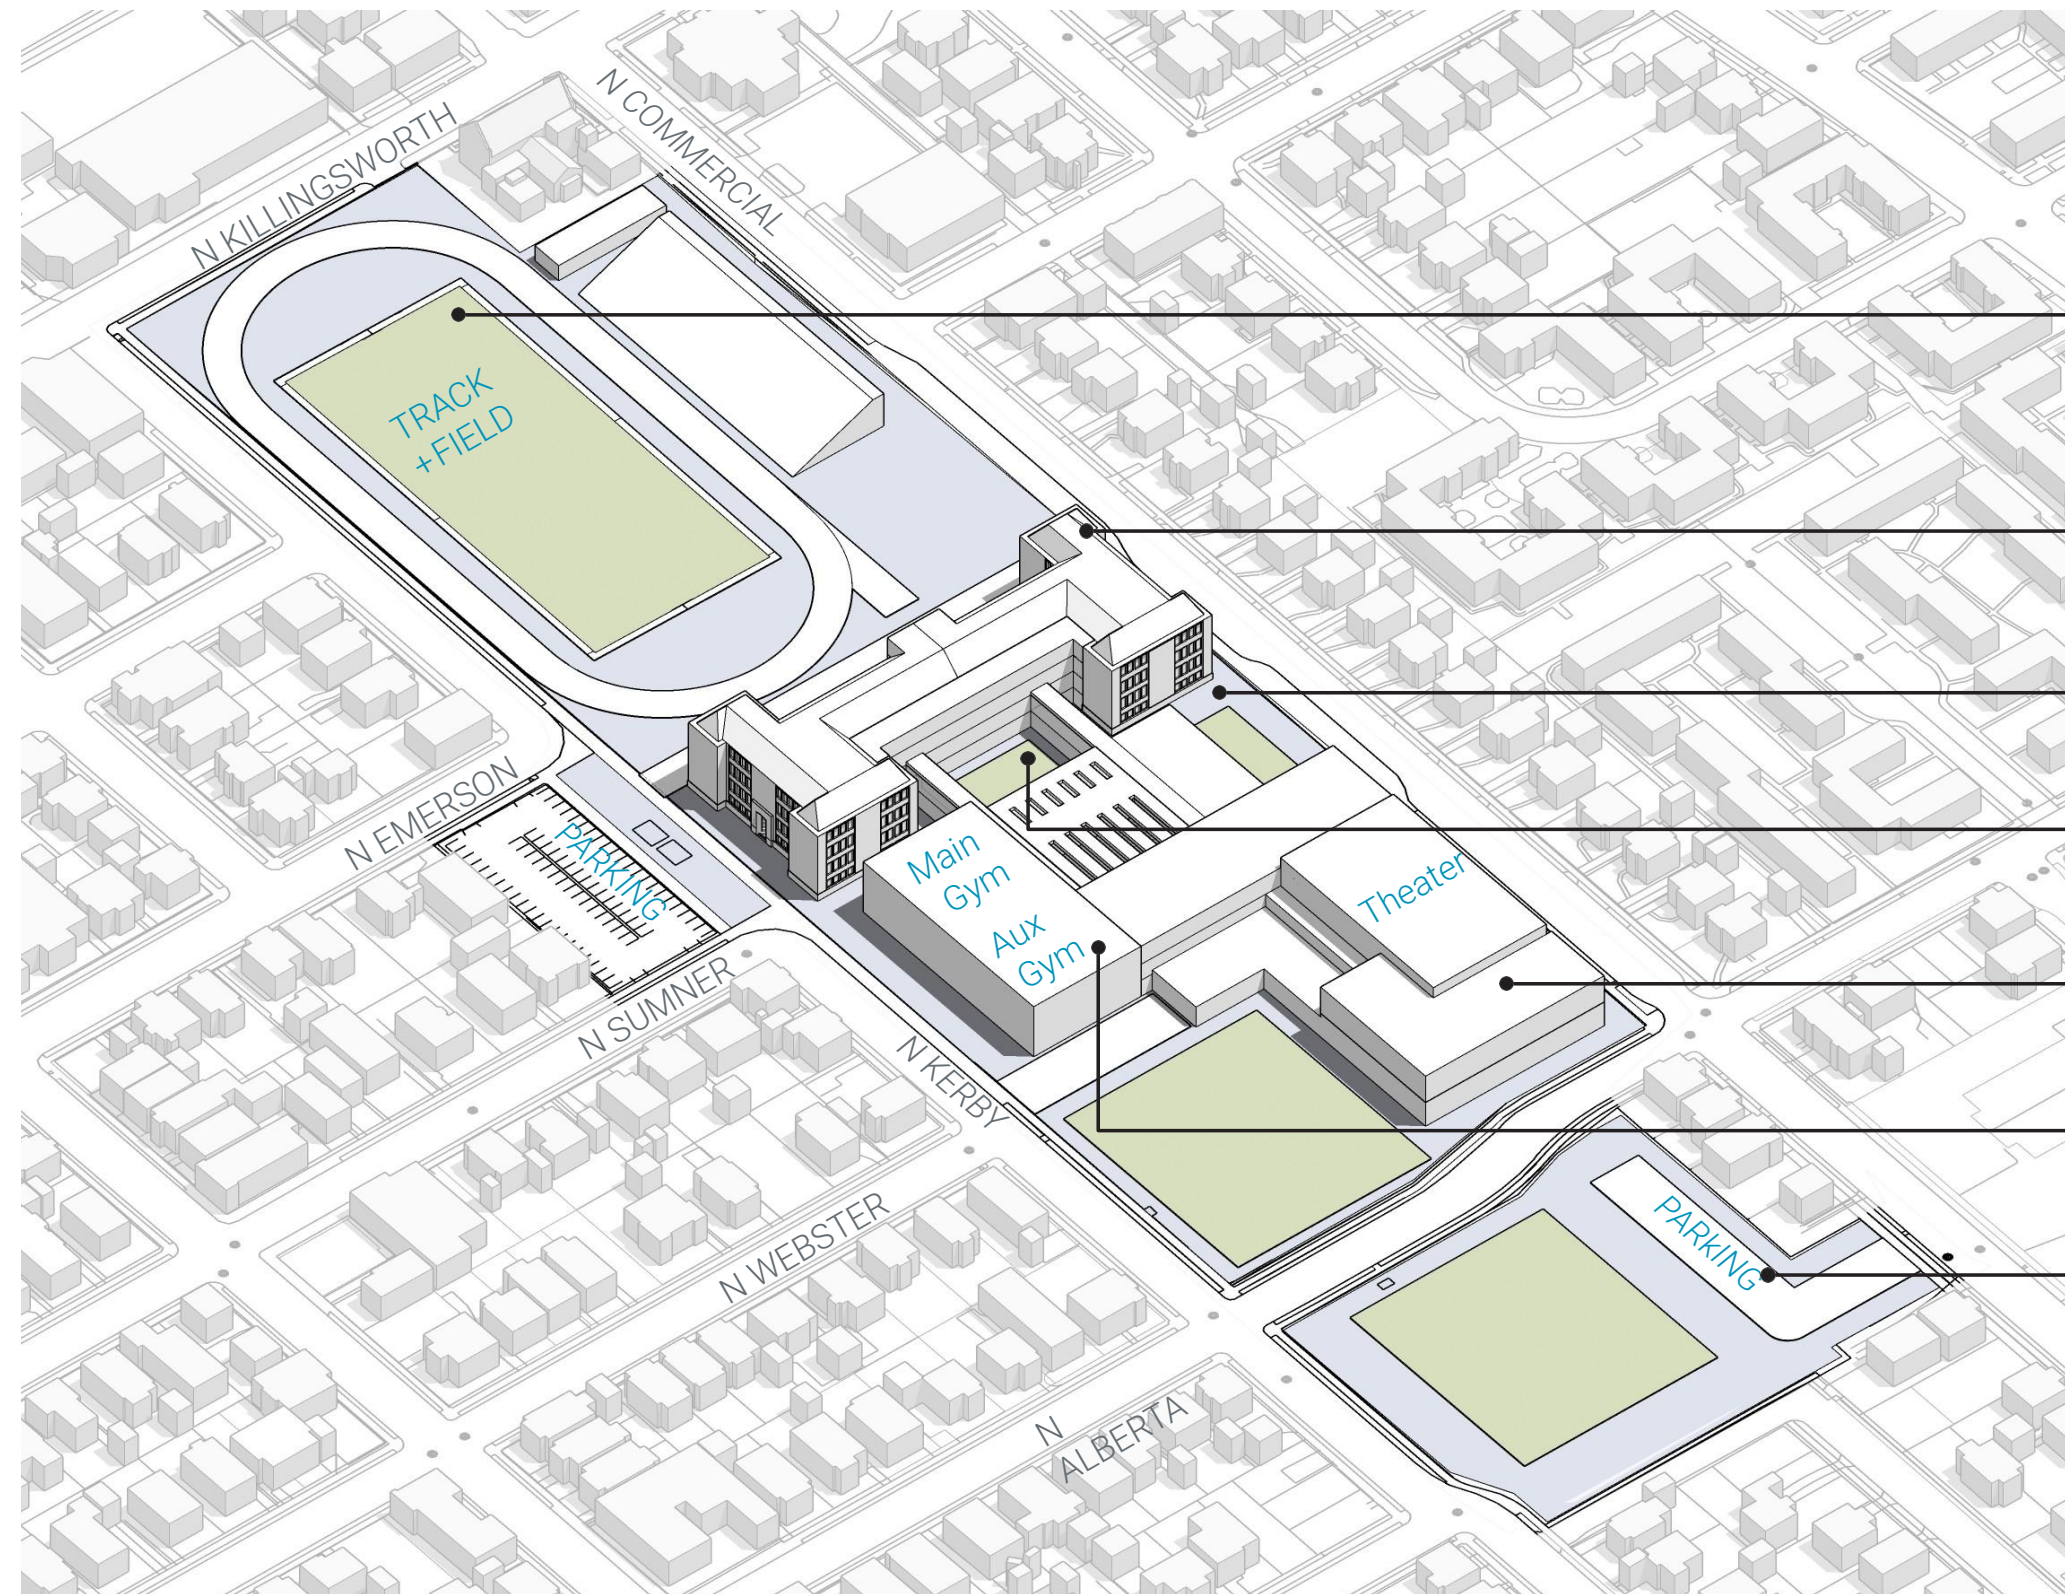 N KILLINGSWORTH
N COMMERCIAL
TRACK
+FIELD
N EMERSON
PARKING
Main
Gym
Aux
Gym
Theater
N SUMNER
N KERBY
N WEBSTER
PARKING
N
ALBERTA